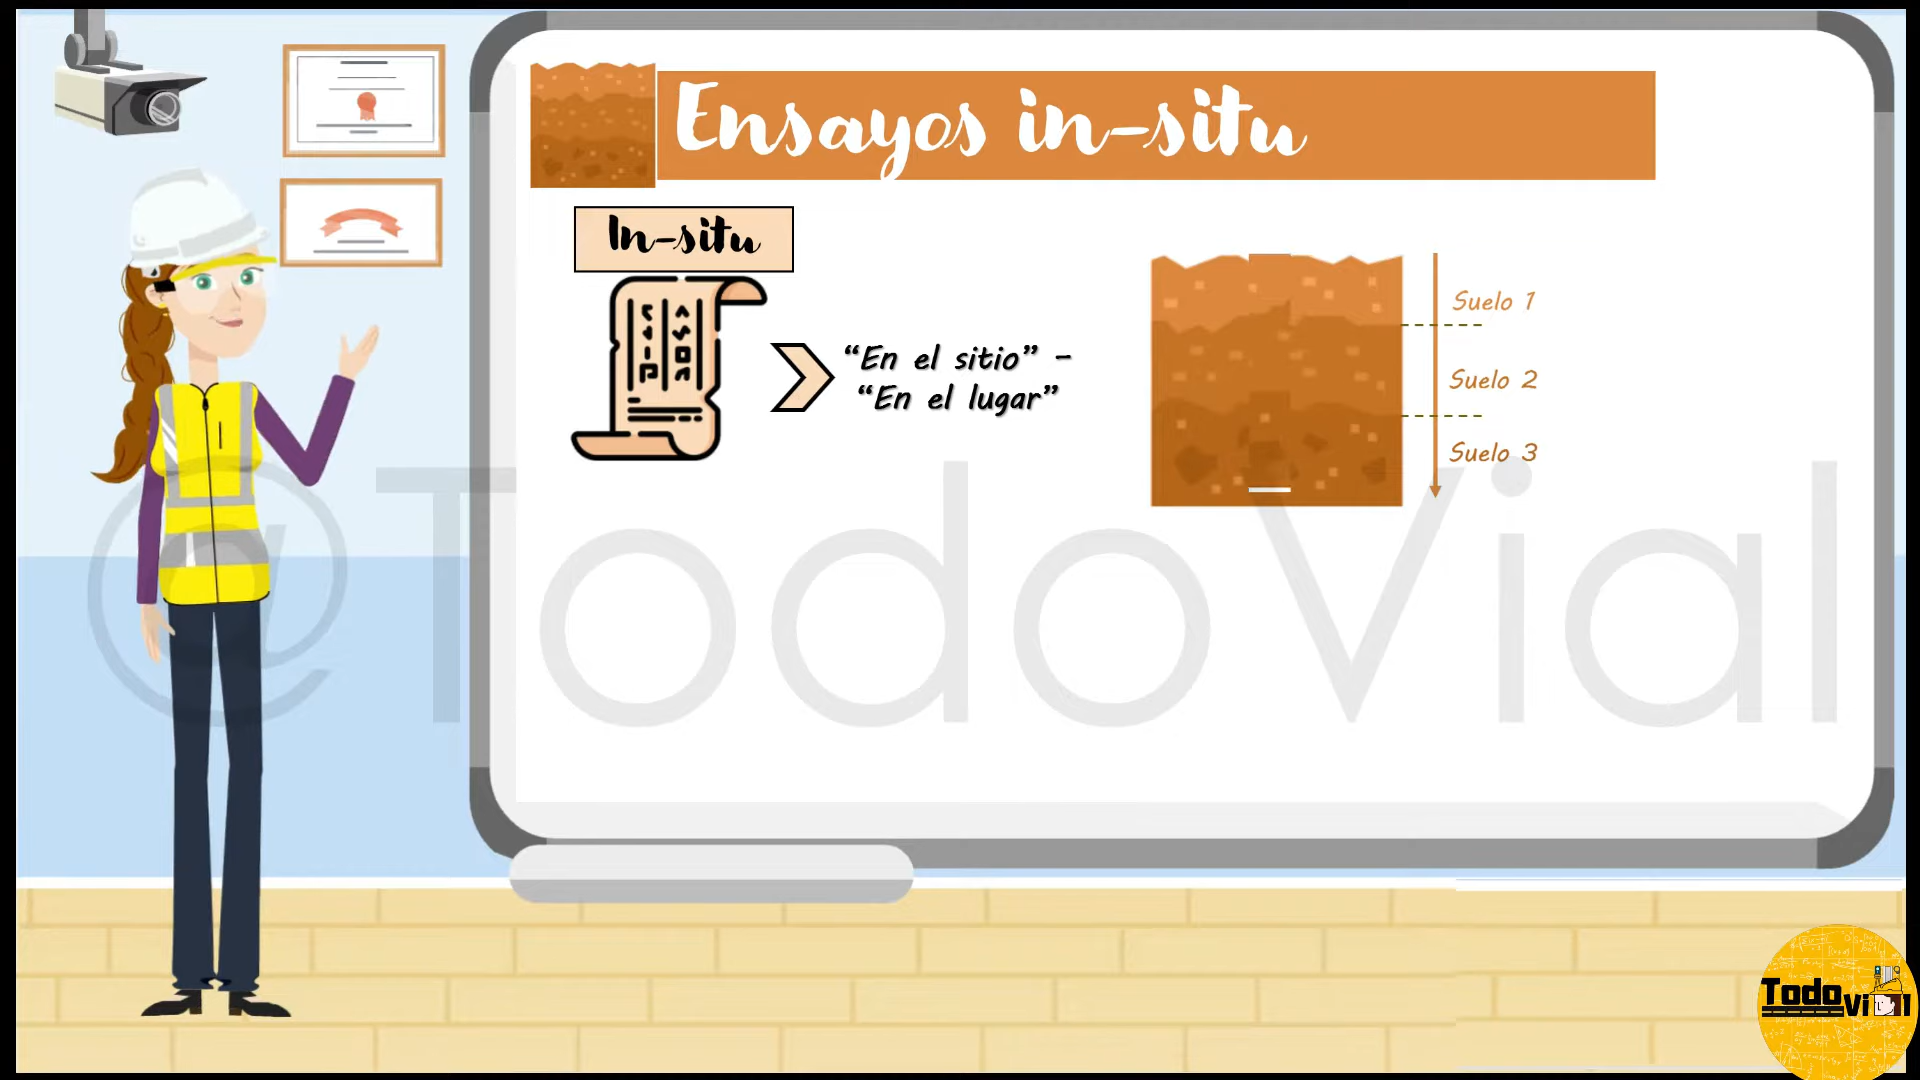 Ensayos in-situ
In-situ
“En el sitio” –
“En el lugar”
Suelo 1
Suelo 2
Suelo 3
@TodoVial
TodoVial